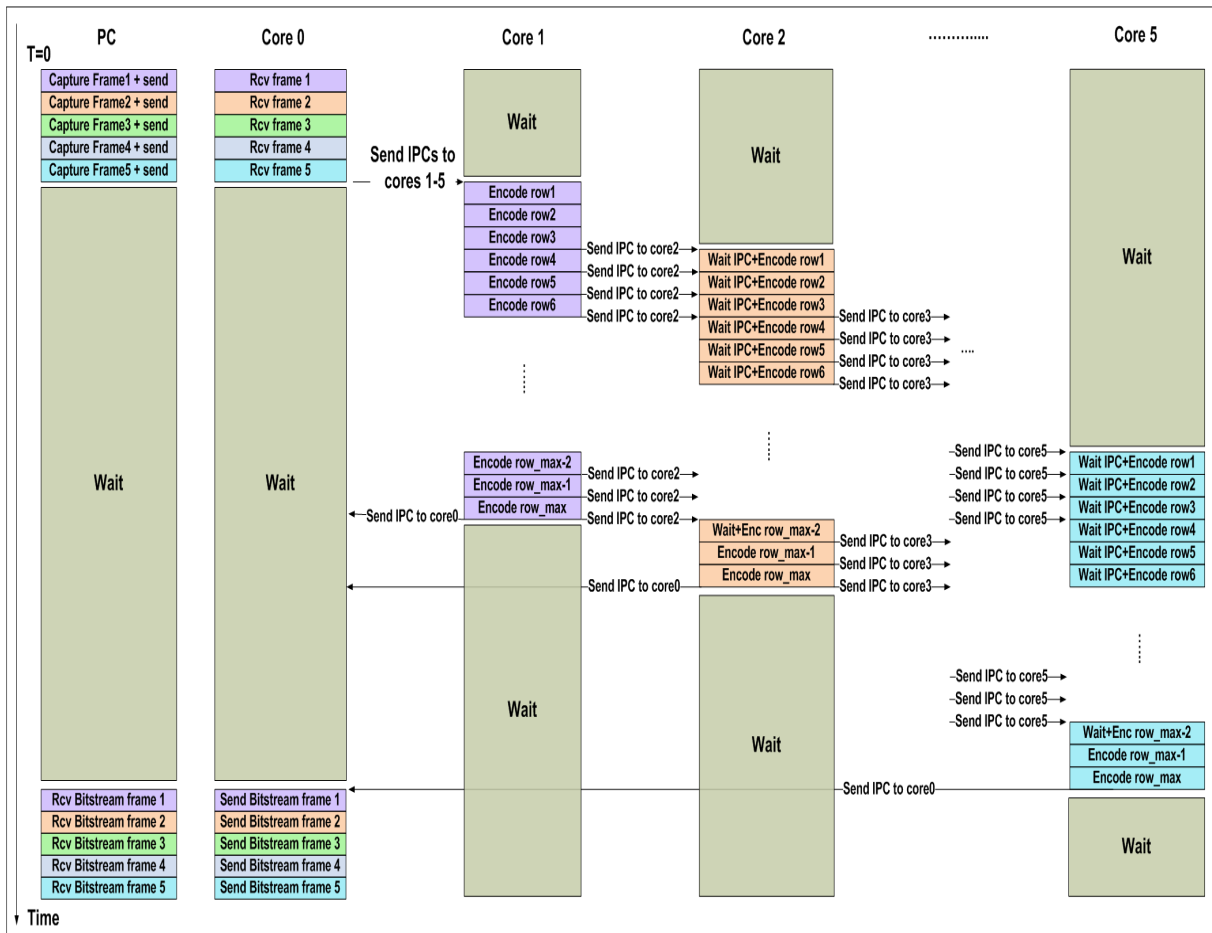 PC
Core 0
Core 1
Core 2
………......
Core 5
T=0
Capture Frame1 + send
Capture Frame2 + send
Capture Frame3 + send
Capture Frame4 + send
Capture Frame5 + send
Wait
Rcv Bitstream frame 1
Rcv Bitstream frame 2
Rcv Bitstream frame 3
Rcv Bitstream frame 4
Rcv Bitstream frame 5
Rcv frame 1
Rcv frame 2
Rcv frame 3
Rcv frame 4
Rcv frame 5
Wait
Send Bitstream frame 1
Send Bitstream frame 2
Send Bitstream frame 3
Send Bitstream frame 4
Send Bitstream frame 5
Send IPCs to
cores 1-5
Send IPC to core0
Wait
Encode row1
Encode row2
Encode row3
Encode row4
Encode row5
Encode row6
........
Encode row_max-2
Encode row_max-1
Encode row_max
Wait
Send IPC to core2
Send IPC to core2
Send IPC to core2
Send IPC to core2
Send IPC to core2
Send IPC to core2
Send IPC to core2
Send IPC to core0
Wait
Wait IPC+Encode row1
Wait IPC+Encode row2
Wait IPC+Encode row3
Wait IPC+Encode row4
Wait IPC+Encode row5
Wait IPC+Encode row6
........
Wait+Enc row_max-2
Encode row_max-1
Encode row_max
Wait
Send IPC to core3
Send IPC to core3
Send IPC to core3
Send IPC to core3
....
Send IPC to core3
Send IPC to core3
Send IPC to core3
Send IPC to core0
Send IPC to core5
Send IPC to core5
Send IPC to core5
Send IPC to core5
Send IPC to core5
Send IPC to core5
Send IPC to core5
Wait
Wait IPC+Encode row1
Wait IPC+Encode row2
Wait IPC+Encode row3
Wait IPC+Encode row4
Wait IPC+Encode row5
Wait IPC+Encode row6
........
Wait+Enc row_max-2
Encode row_max-1
Encode row_max
Wait
Time